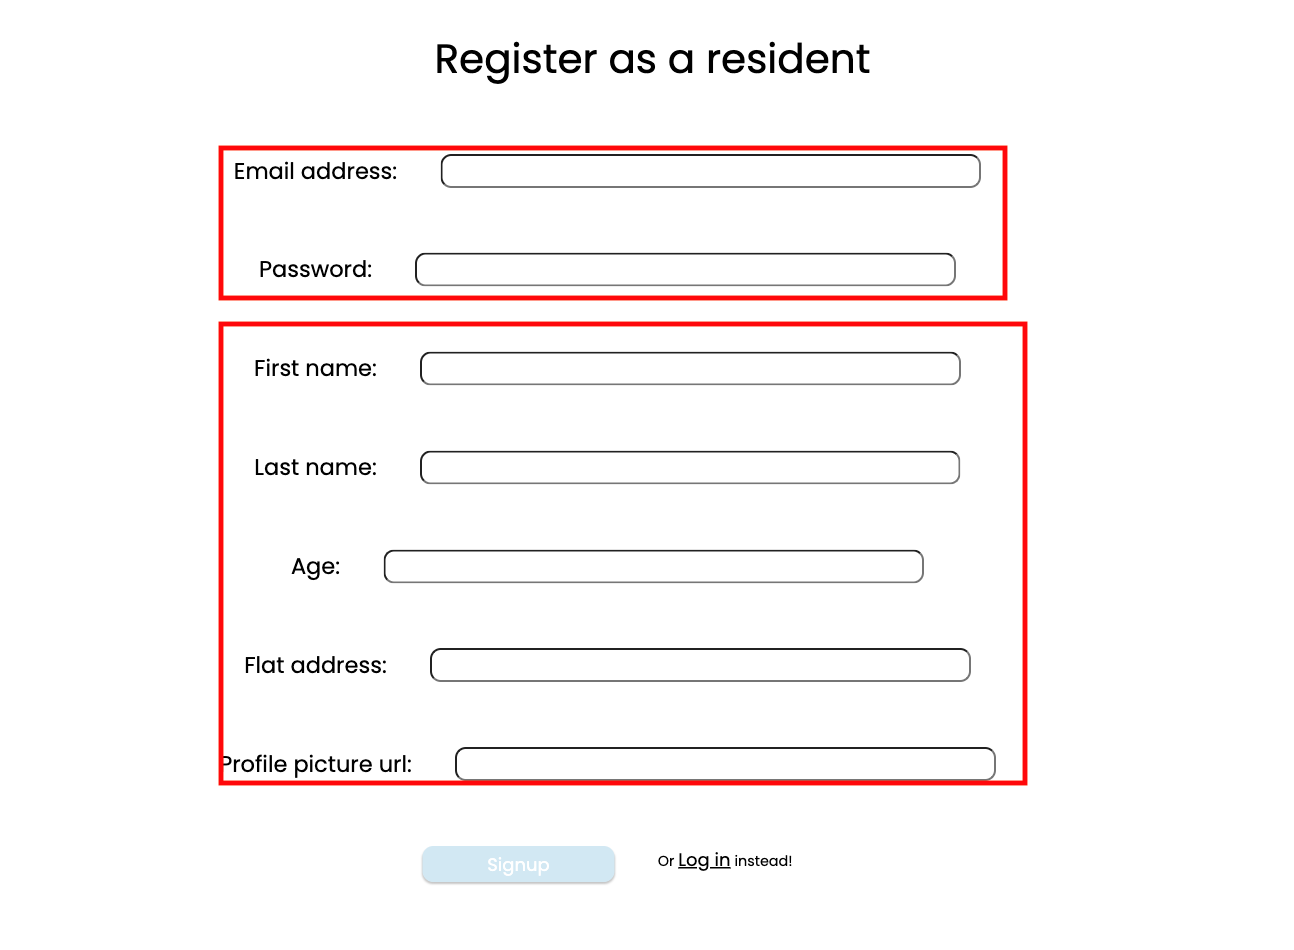 Register as a resident
Email address:
Password:
First name:
Last name:
Age:
Flat address:
Profile picture url:
Signup Or Log in instead!